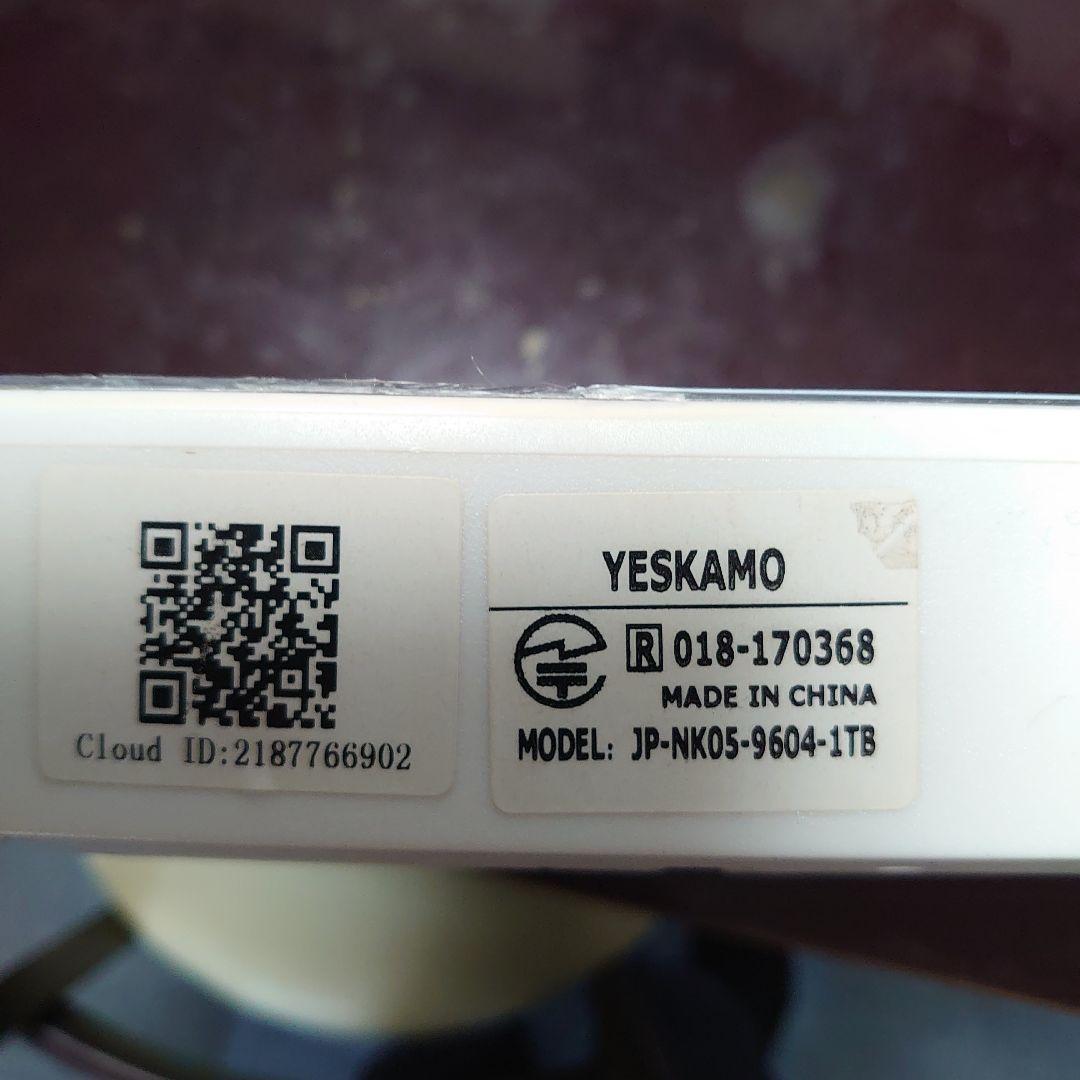 Cloud ID:2187766902
YESKAMO
R 018-170368
MADE IN CHINA
MODEL: JP-NK05-9604-1TB